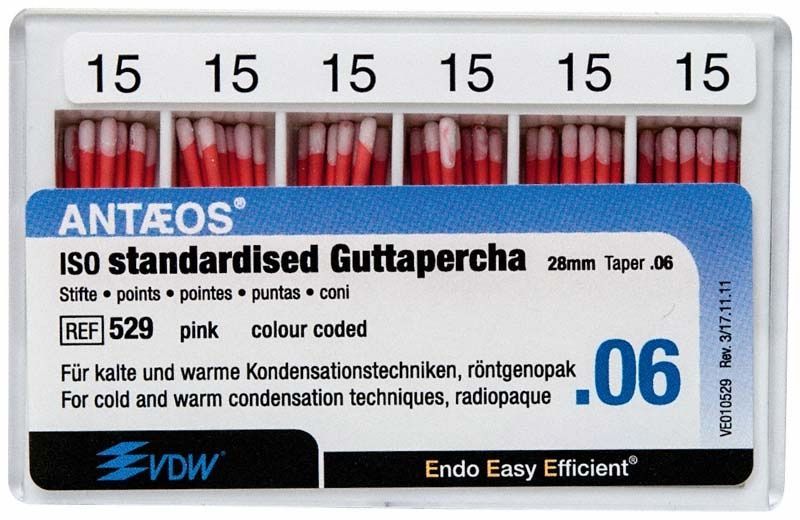 15 15 15 15 15 15
ANTÆOS®
ISO standardised Guttapercha 28mm Taper .06
Stifte • points • pointes • puntas • coni
REF 529 pink colour coded
Für kalte und warme Kondensationstechniken, röntgenopak
For cold and warm condensation techniques, radiopaque
.06
VE010529 Rev. 3/17.11.11
VDW®
Endo Easy Efficient®